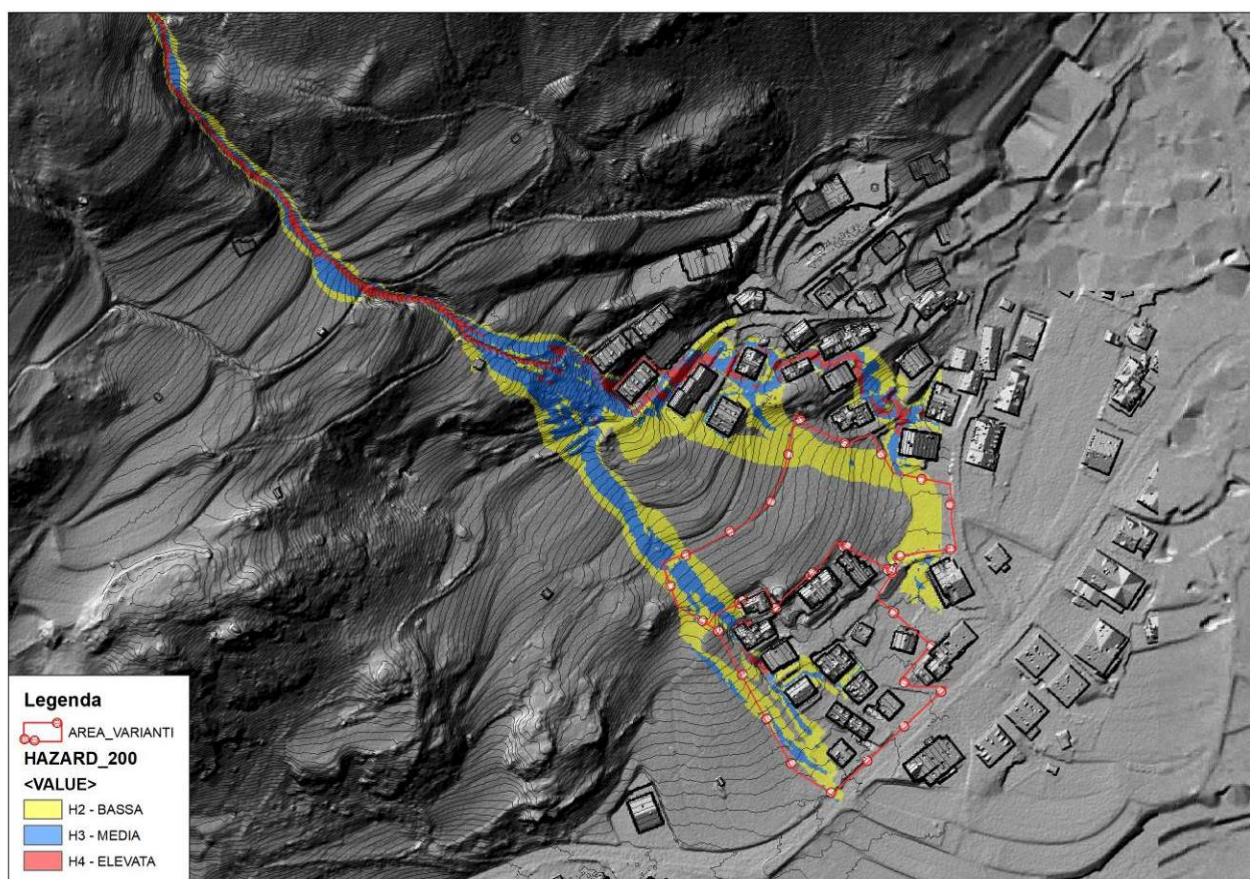 Legenda
AREA_VARIANTI
HAZARD_200
<VALUE>
H2 - BASSA
H3 - MEDIA
H4 - ELEVATA